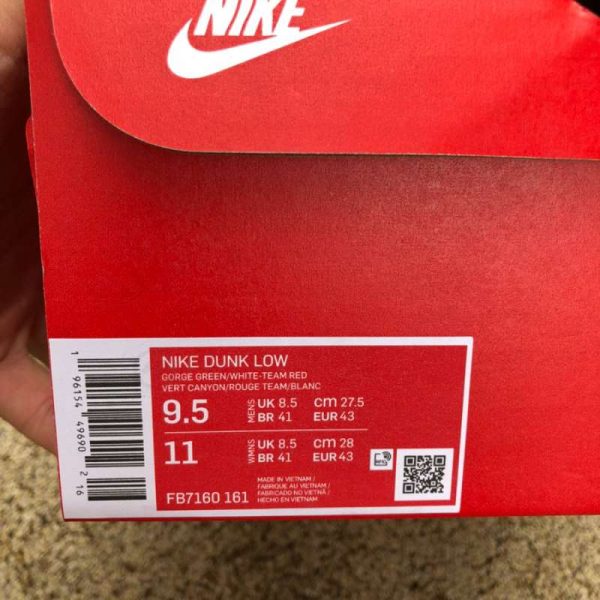 NIKE
NIKE DUNK LOW
GORGE GREEN/WHITE-TEAM RED
VERT CANYON/ROUGE TEAM/BLANC
9.5 MENS UK 8.5 cm 27.5
BR 41 EUR 43
11 WMNS UK 8.5 cm 28
BR 41 EUR 43
MADE IN VIETNAM /
FABRIQUE AU VIETNAM /
FABRICADO NO VIETNÃ /
HECHO EN VIETNAM
FB7160 161
1 96154 49690 2 16